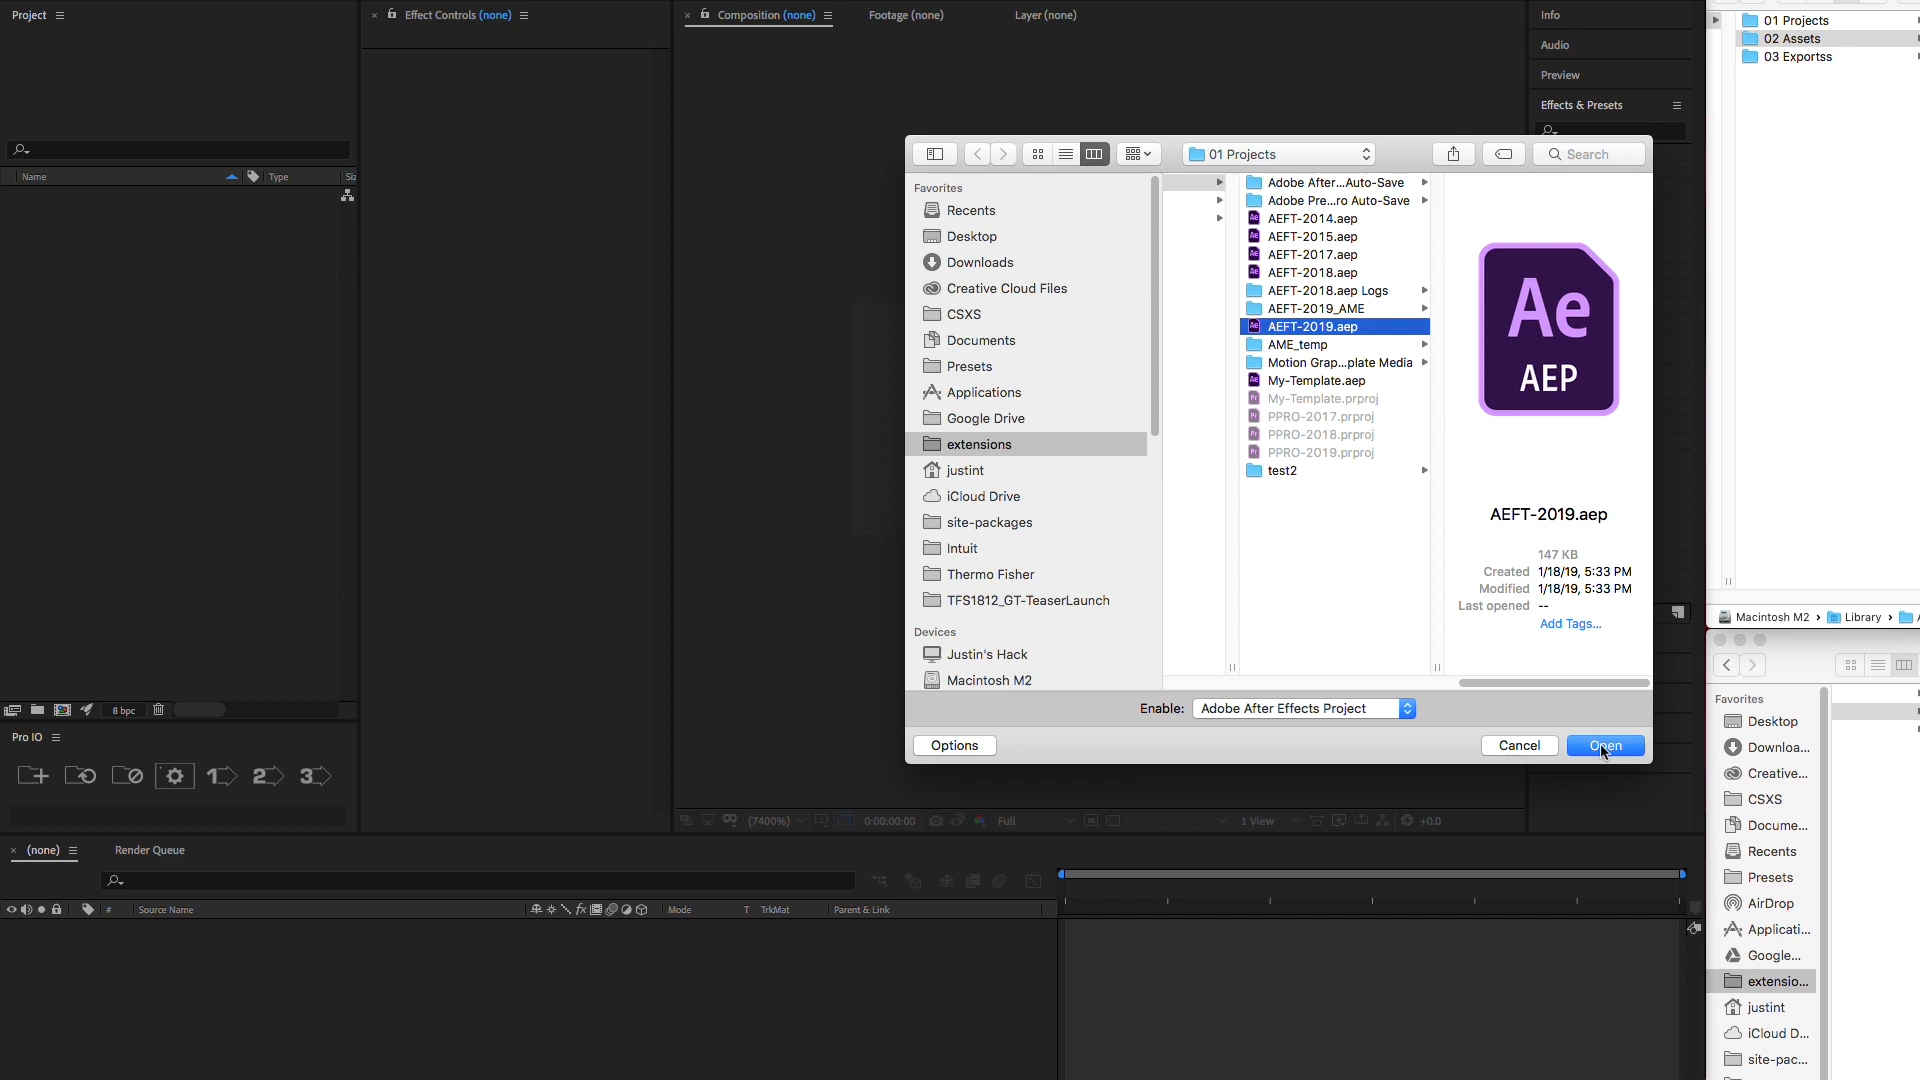 Project
Effect Controls (none)
Composition (none)
Footage (none)
Layer (none)
Info
Audio
Preview
Effects & Presets
Name
Type
8 bpc
Pro IO
1
2
3
(7400%)
0:00:00:00
Full
1 View
+0.0
(none)
Render Queue
#
Source Name
fx
Mode
T TrkMat
Parent & Link
01 Projects
Search
Favorites
Recents
Desktop
Downloads
Creative Cloud Files
CSXS
Documents
Presets
Applications
Google Drive
extensions
justint
iCloud Drive
site-packages
Intuit
Thermo Fisher
TFS1812_GT-TeaserLaunch
Devices
Justin's Hack
Macintosh M2
Adobe After...Auto-Save
Adobe Pre...ro Auto-Save
AEFT-2014.aep
AEFT-2015.aep
AEFT-2017.aep
AEFT-2018.aep
AEFT-2018.aep Logs
AEFT-2019_AME
AEFT-2019.aep
AME_temp
Motion Grap...plate Media
My-Template.aep
My-Template.prproj
PPRO-2017.prproj
PPRO-2018.prproj
PPRO-2019.prproj
test2
Ae
AEP
AEFT-2019.aep
147 KB
Created 1/18/19, 5:33 PM
Modified 1/18/19, 5:33 PM
Last opened --
Add Tags...
Enable: Adobe After Effects Project
Options
Cancel
Open
01 Projects
02 Assets
03 Exportss
Macintosh M2 › Library ›
Favorites
Desktop
Downloa...
Creative...
CSXS
Docume...
Recents
Presets
AirDrop
Applicati...
Google...
extensio...
justint
iCloud D...
site-pac...